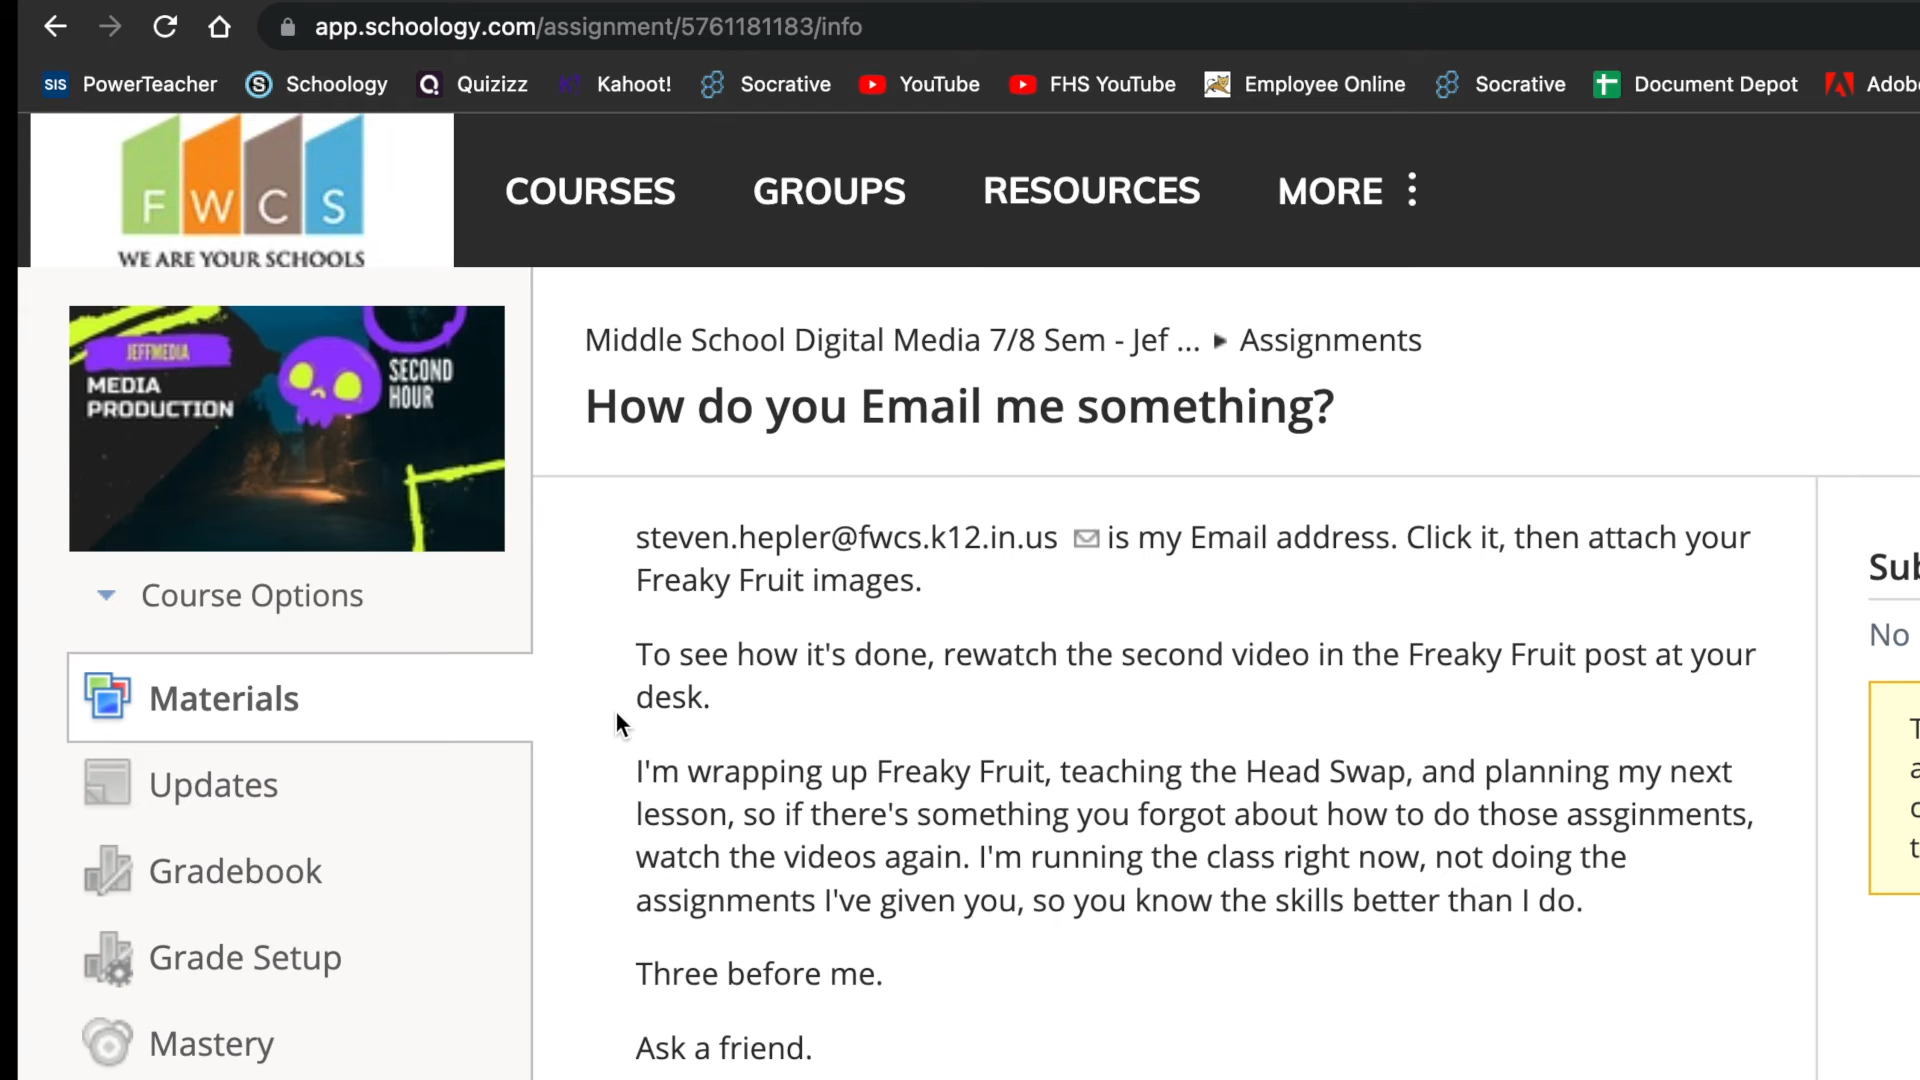 app.schoology.com/assignment/5761181183/info
SIS PowerTeacher S Schoology Q Quizizz K! Kahoot! Socrative YouTube FHS YouTube Employee Online Socrative Document Depot Adobe
FWCS
WE ARE YOUR SCHOOLS
COURSES GROUPS RESOURCES MORE
JEFFMEDIA
MEDIA
PRODUCTION
SECOND
HOUR
Course Options
Materials
Updates
Gradebook
Grade Setup
Mastery
Middle School Digital Media 7/8 Sem - Jef ... ▸ Assignments
How do you Email me something?
steven.hepler@fwcs.k12.in.us is my Email address. Click it, then attach your
Freaky Fruit images.
To see how it's done, rewatch the second video in the Freaky Fruit post at your
desk.
I'm wrapping up Freaky Fruit, teaching the Head Swap, and planning my next
lesson, so if there's something you forgot about how to do those assginments,
watch the videos again. I'm running the class right now, not doing the
assignments I've given you, so you know the skills better than I do.
Three before me.
Ask a friend.
Sub
No